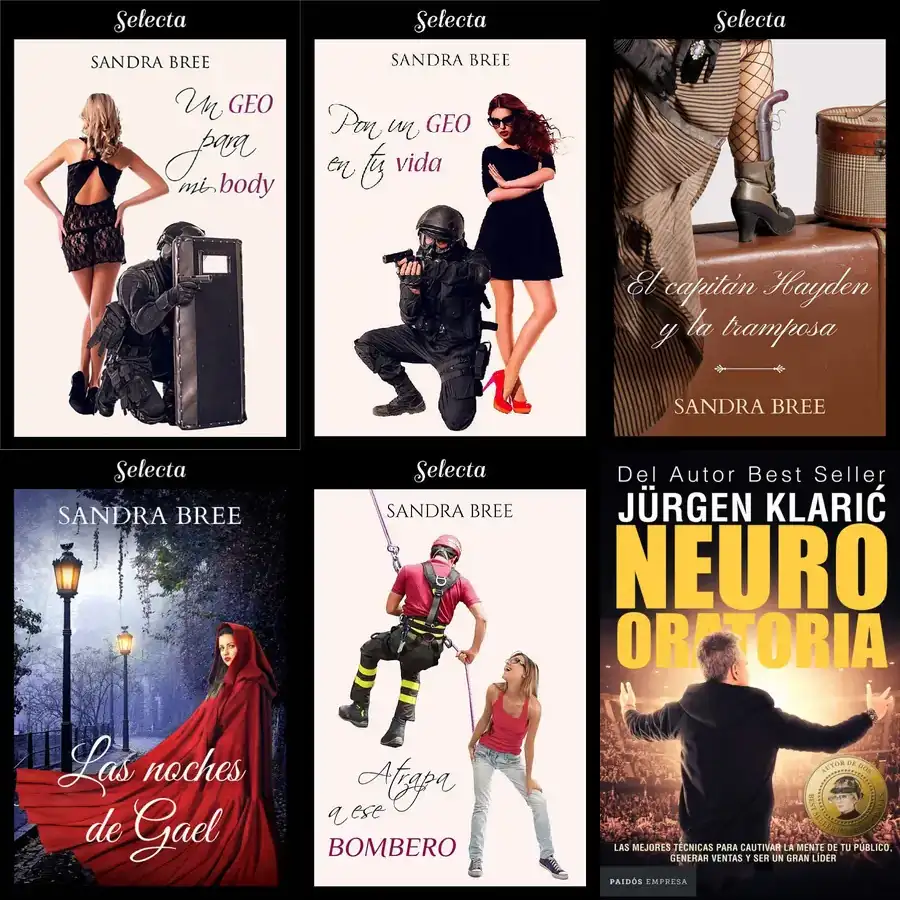 Selecta
SANDRA BREE
Un GEO
para
mi body
Selecta
SANDRA BREE
Pon un GEO
en tu vida
Selecta
El capitán Hayden
y la tramposa
SANDRA BREE
Selecta
SANDRA BREE
Las noches
de Gael
Selecta
SANDRA BREE
Atrapa
a ese
BOMBERO
Del Autor Best Seller
JÜRGEN KLARIĆ
NEURO
ORATORIA
AUTOR DE DOS
LAS MEJORES TÉCNICAS PARA CAUTIVAR LA MENTE DE TU PÚBLICO,
GENERAR VENTAS Y SER UN GRAN LÍDER
PAIDÓS EMPRESA